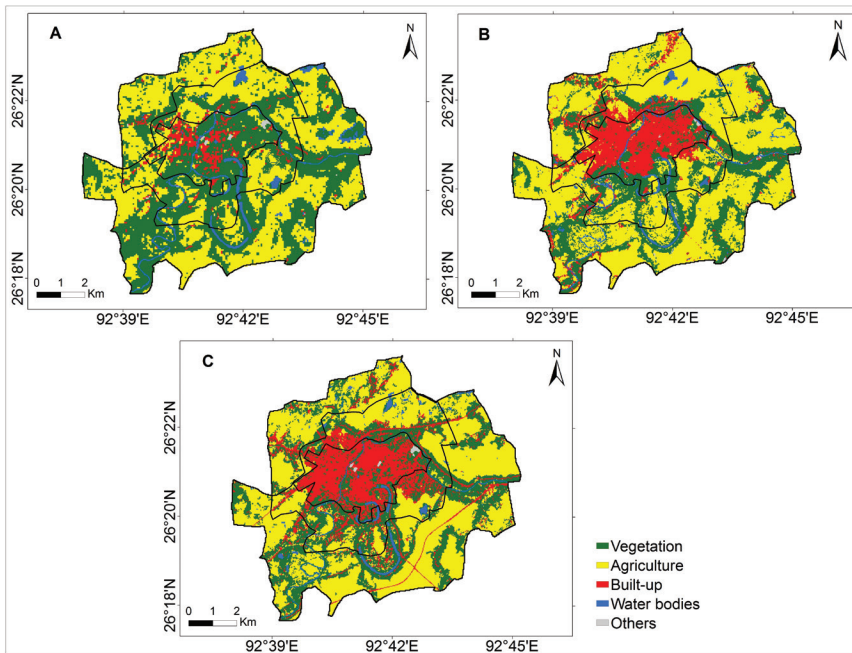 A
N
26°22'N
26°20'N
26°18'N
0 1 2
Km
92°39'E 92°42'E 92°45'E
B
N
26°22'N
26°20'N
26°18'N
0 1 2
Km
92°39'E 92°42'E 92°45'E
C
N
26°22'N
26°20'N
26°18'N
0 1 2
Km
92°39'E 92°42'E 92°45'E
Vegetation
Agriculture
Built-up
Water bodies
Others